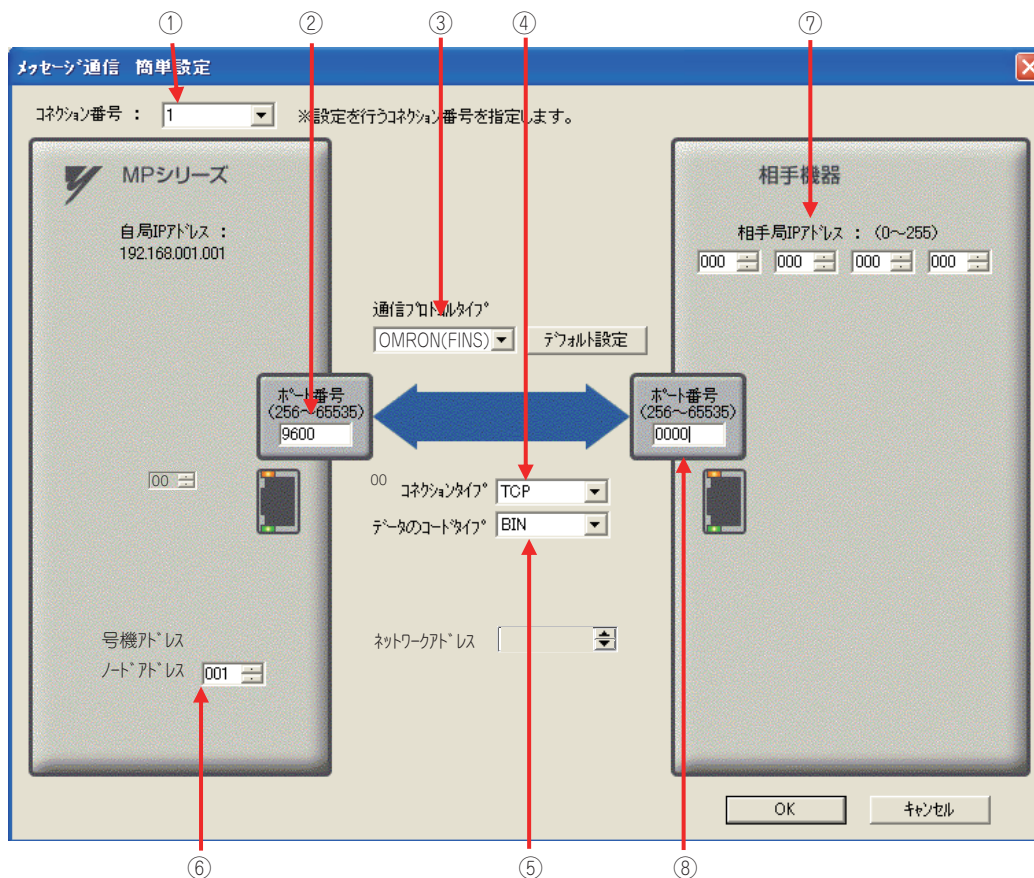 ① ② ③ ④ ⑦
メッセージ通信 簡単設定
コネクション番号 : 1 ※設定を行うコネクション番号を指定します。
MPシリーズ
自局IPアドレス :
192.168.001.001
相手機器
相手局IPアドレス : (0～255)
000 000 000 000
通信プロトコルタイプ
OMRON(FINS) デフォルト設定
ポート番号
(256～65535)
9600
ポート番号
(256～65535)
0000
00
00 コネクションタイプ TCP
データのコードタイプ BIN
号機アドレス
ノードアドレス 001
ネットワークアドレス
OK キャンセル
⑥ ⑤ ⑧